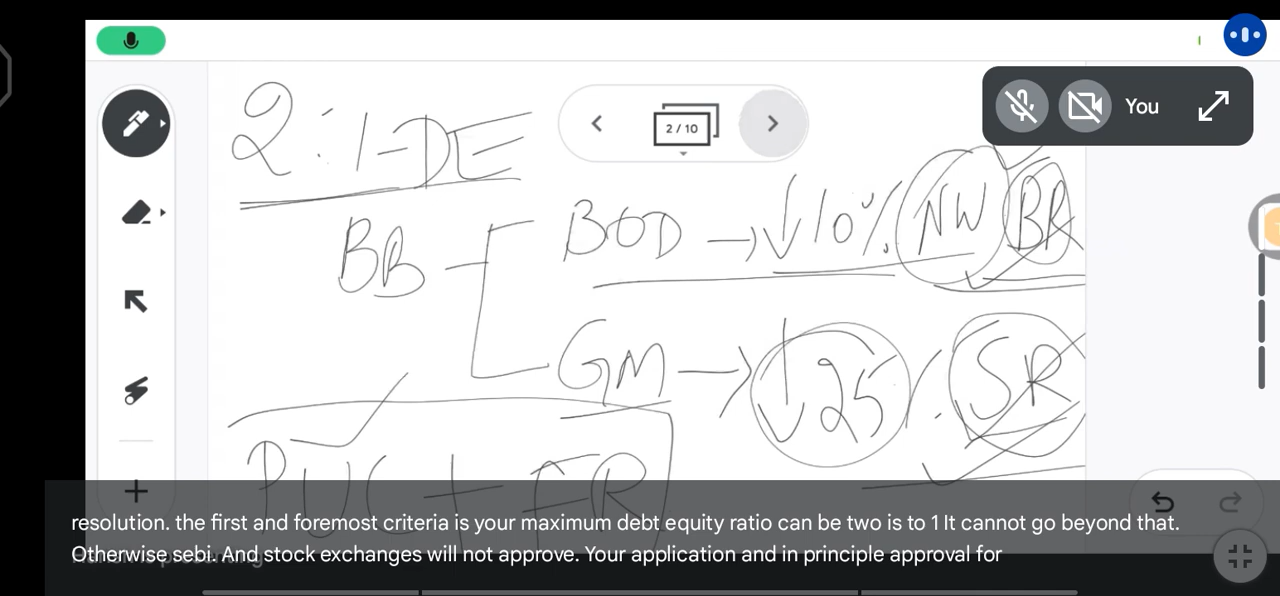 You
2 / 10
2:1-DE
BB - BOD → ↓10% NW BR
GM → ↓25% SR
PUC + FR
resolution. the first and foremost criteria is your maximum debt equity ratio can be two is to 1 It cannot go beyond that.
Otherwise sebi. And stock exchanges will not approve. Your application and in principle approval for